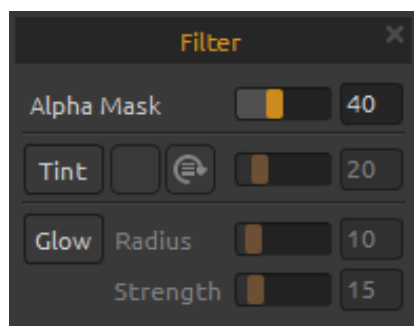 Filter
Alpha Mask 40
Tint 20
Glow Radius 10
Strength 15